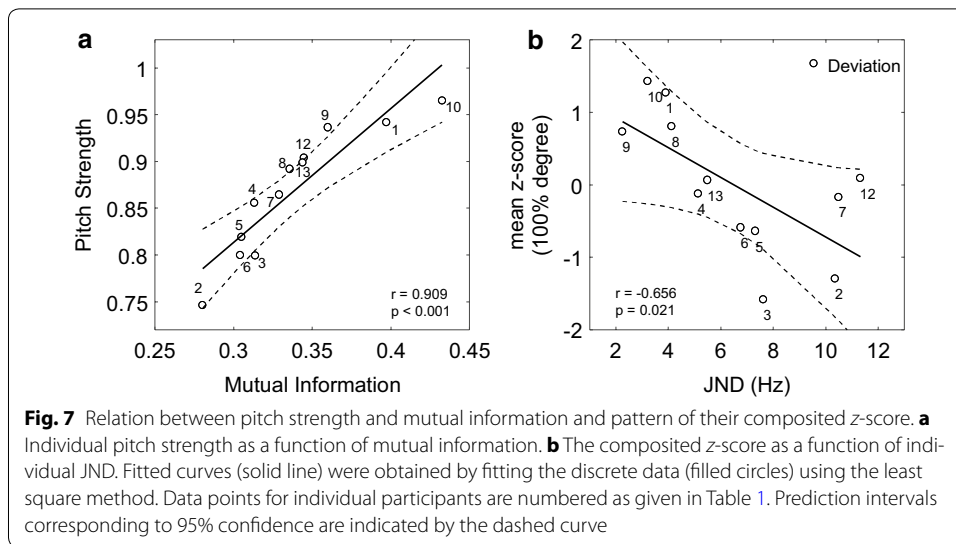 a
1
0.95
0.9
0.85
0.8
0.75
Pitch Strength
0.25 0.3 0.35 0.4 0.45
Mutual Information
2
5
6
3
4
7
8
12
13
9
1
10
r = 0.909
p < 0.001
b
2
1
0
-1
-2
mean z-score
(100% degree)
2 4 6 8 10 12
JND (Hz)
Deviation
10
1
8
9
13
4
6
5
3
7
12
2
r = -0.656
p = 0.021
Fig. 7 Relation between pitch strength and mutual information and pattern of their composited z-score. a
Individual pitch strength as a function of mutual information. b The composited z-score as a function of indi-
vidual JND. Fitted curves (solid line) were obtained by fitting the discrete data (filled circles) using the least
square method. Data points for individual participants are numbered as given in Table 1. Prediction intervals
corresponding to 95% confidence are indicated by the dashed curve